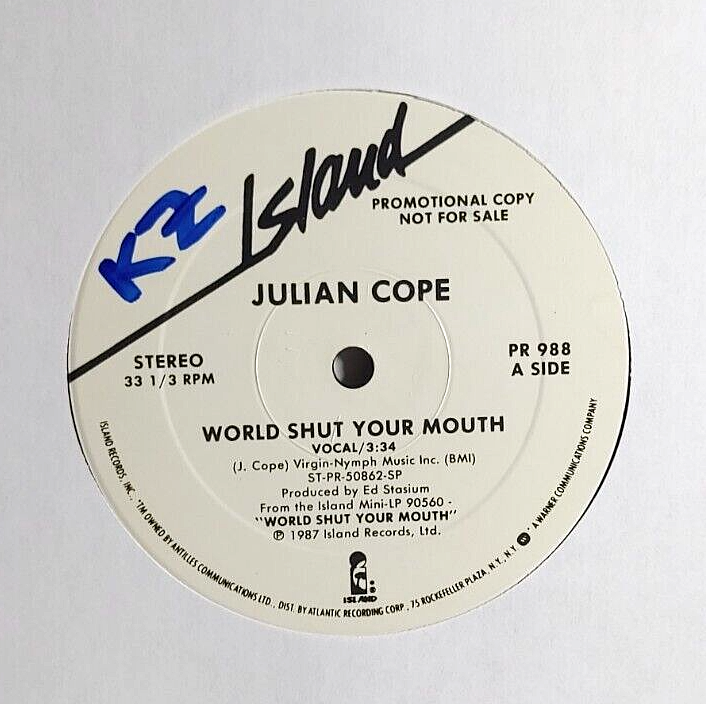 KZ
Island
PROMOTIONAL COPY
NOT FOR SALE
JULIAN COPE
STEREO
33 1/3 RPM
PR 988
A SIDE
WORLD SHUT YOUR MOUTH
VOCAL/3:34
(J. Cope) Virgin-Nymph Music Inc. (BMI)
ST-PR-50862-SP
Produced by Ed Stasium
From the Island Mini-LP 90560 -
"WORLD SHUT YOUR MOUTH"
℗ 1987 Island Records, Ltd.
ISLAND
ISLAND RECORDS, INC., *TM OWNED BY ANTILLES COMMUNICATIONS LTD., DIST. BY ATLANTIC RECORDING CORP., 75 ROCKEFELLER PLAZA, N.Y., N.Y. A WARNER COMMUNICATIONS COMPANY